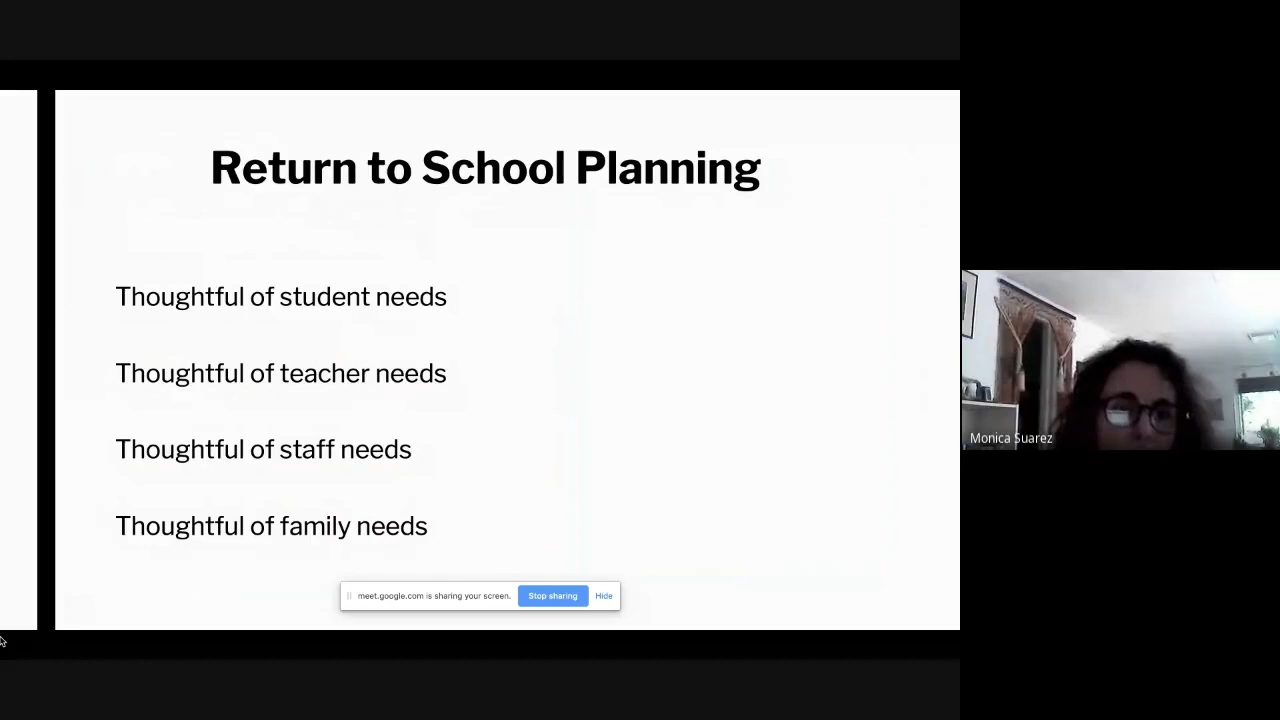 Return to School Planning
Thoughtful of student needs
Thoughtful of teacher needs
Thoughtful of staff needs
Thoughtful of family needs
meet.google.com is sharing your screen. Stop sharing Hide
Monica Suarez